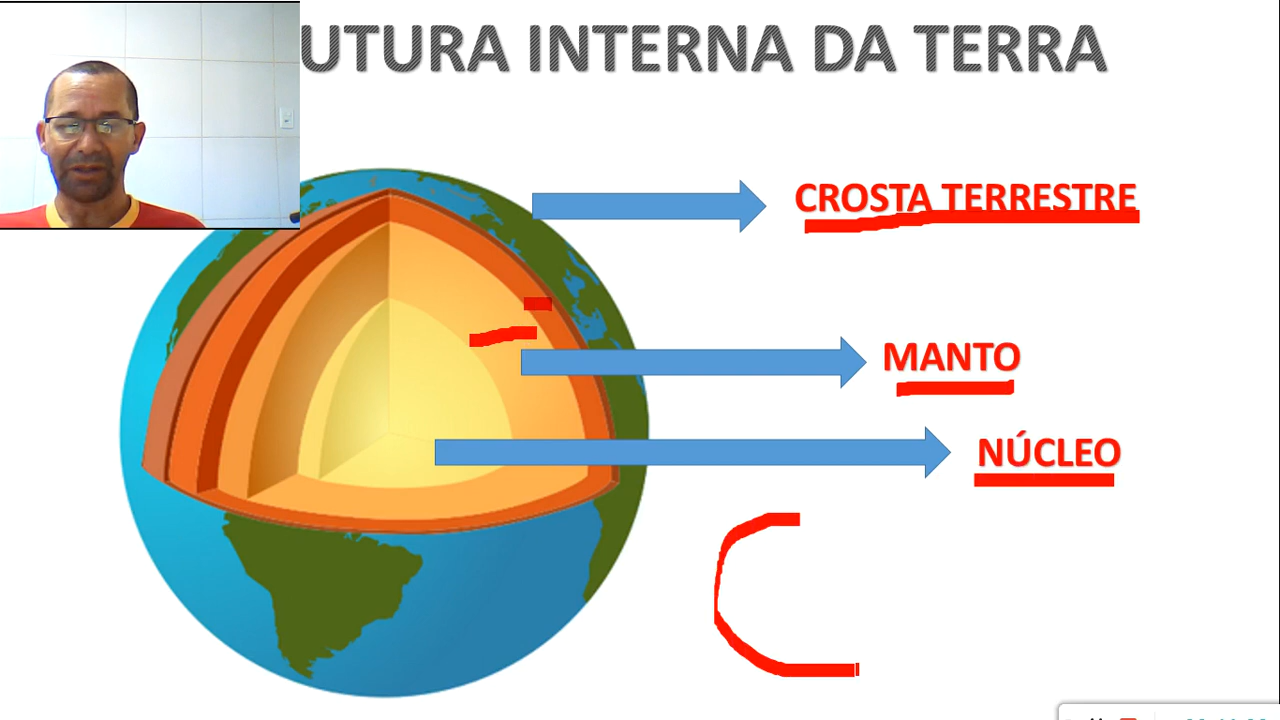 UTURA INTERNA DA TERRA
CROSTA TERRESTRE
MANTO
NÚCLEO
C